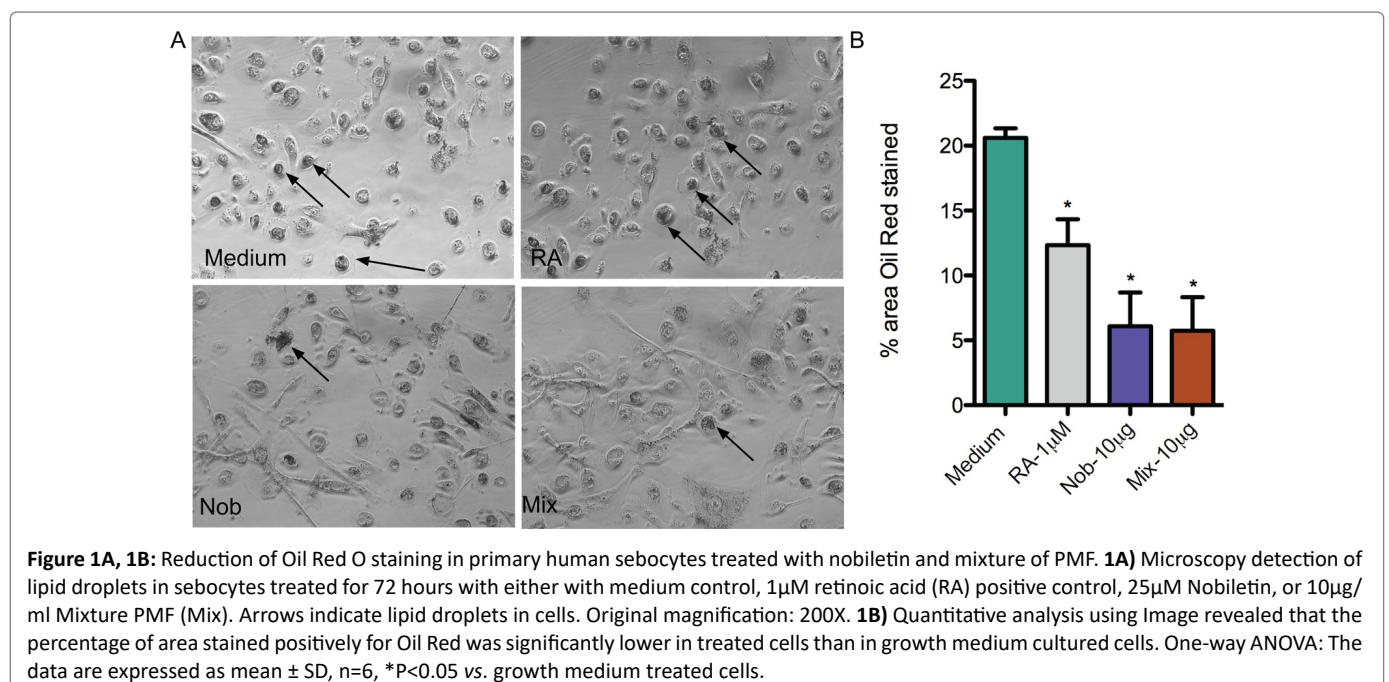 A
Medium
RA
Nob
Mix
B
% area Oil Red stained
25
20
15
10
5
0
*
*
*
Medium
RA-1µM
Nob-10µg
Mix-10µg
Figure 1A, 1B: Reduction of Oil Red O staining in primary human sebocytes treated with nobiletin and mixture of PMF. 1A) Microscopy detection of
lipid droplets in sebocytes treated for 72 hours with either with medium control, 1µM retinoic acid (RA) positive control, 25µM Nobiletin, or 10µg/
ml Mixture PMF (Mix). Arrows indicate lipid droplets in cells. Original magnification: 200X. 1B) Quantitative analysis using Image revealed that the
percentage of area stained positively for Oil Red was significantly lower in treated cells than in growth medium cultured cells. One-way ANOVA: The
data are expressed as mean ± SD, n=6, *P<0.05 vs. growth medium treated cells.